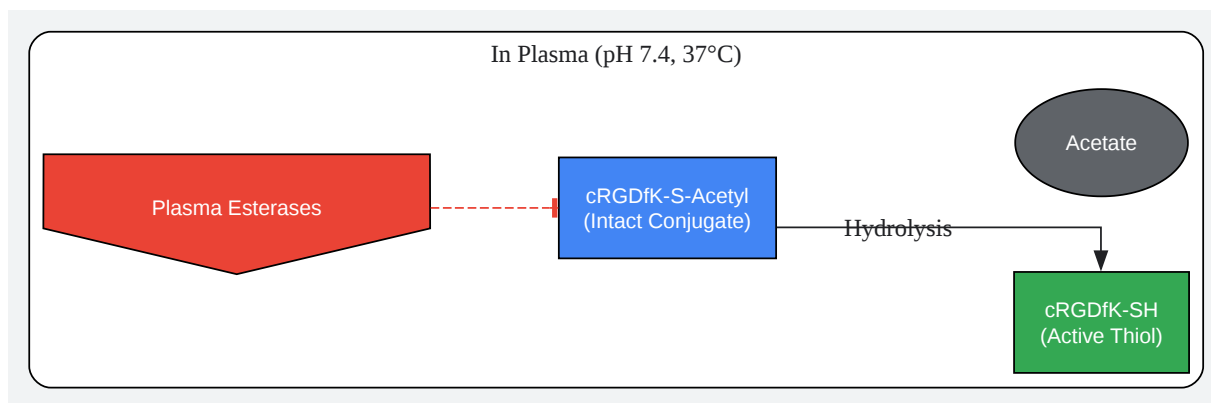 In Plasma (pH 7.4, 37°C)
Acetate
Plasma Esterases
cRGDfK-S-Acetyl
(Intact Conjugate)
Hydrolysis
cRGDfK-SH
(Active Thiol)